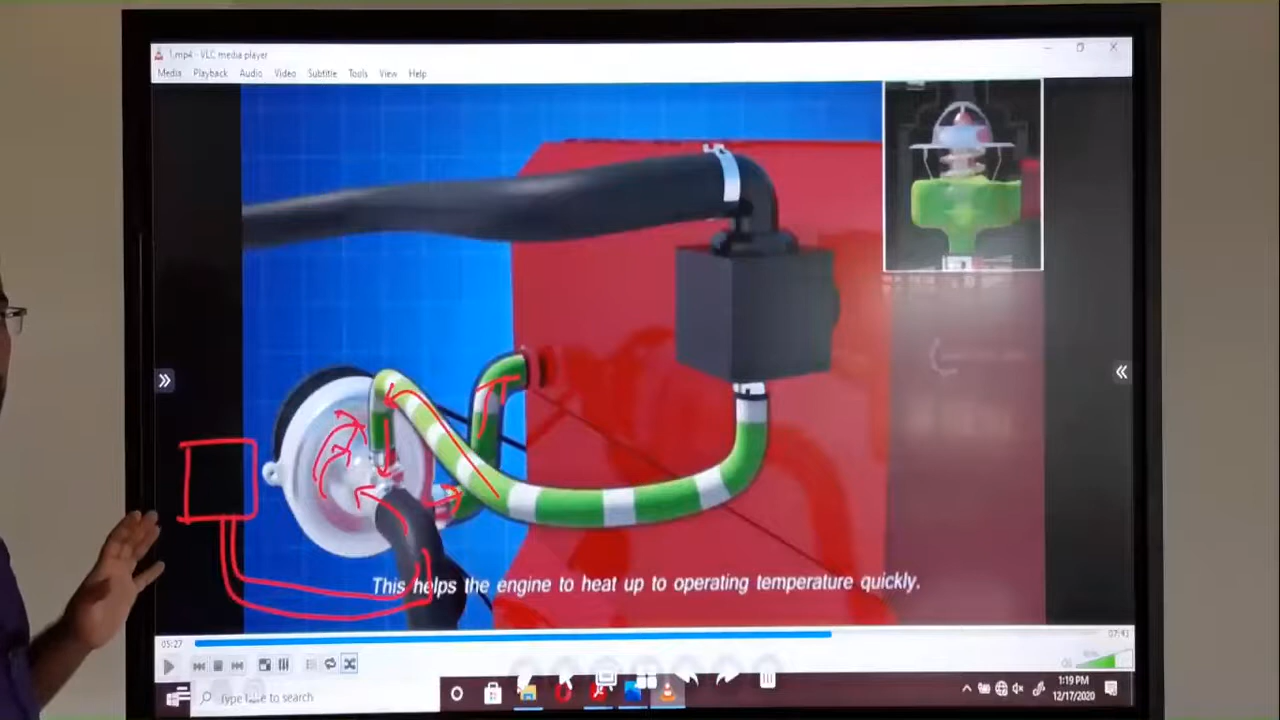 1.mp4 - VLC media player
Media Playback Audio Video Subtitle Tools View Help
This helps the engine to heat up to operating temperature quickly.
05:27
07:41
Type here to search
1:19 PM
12/17/2020